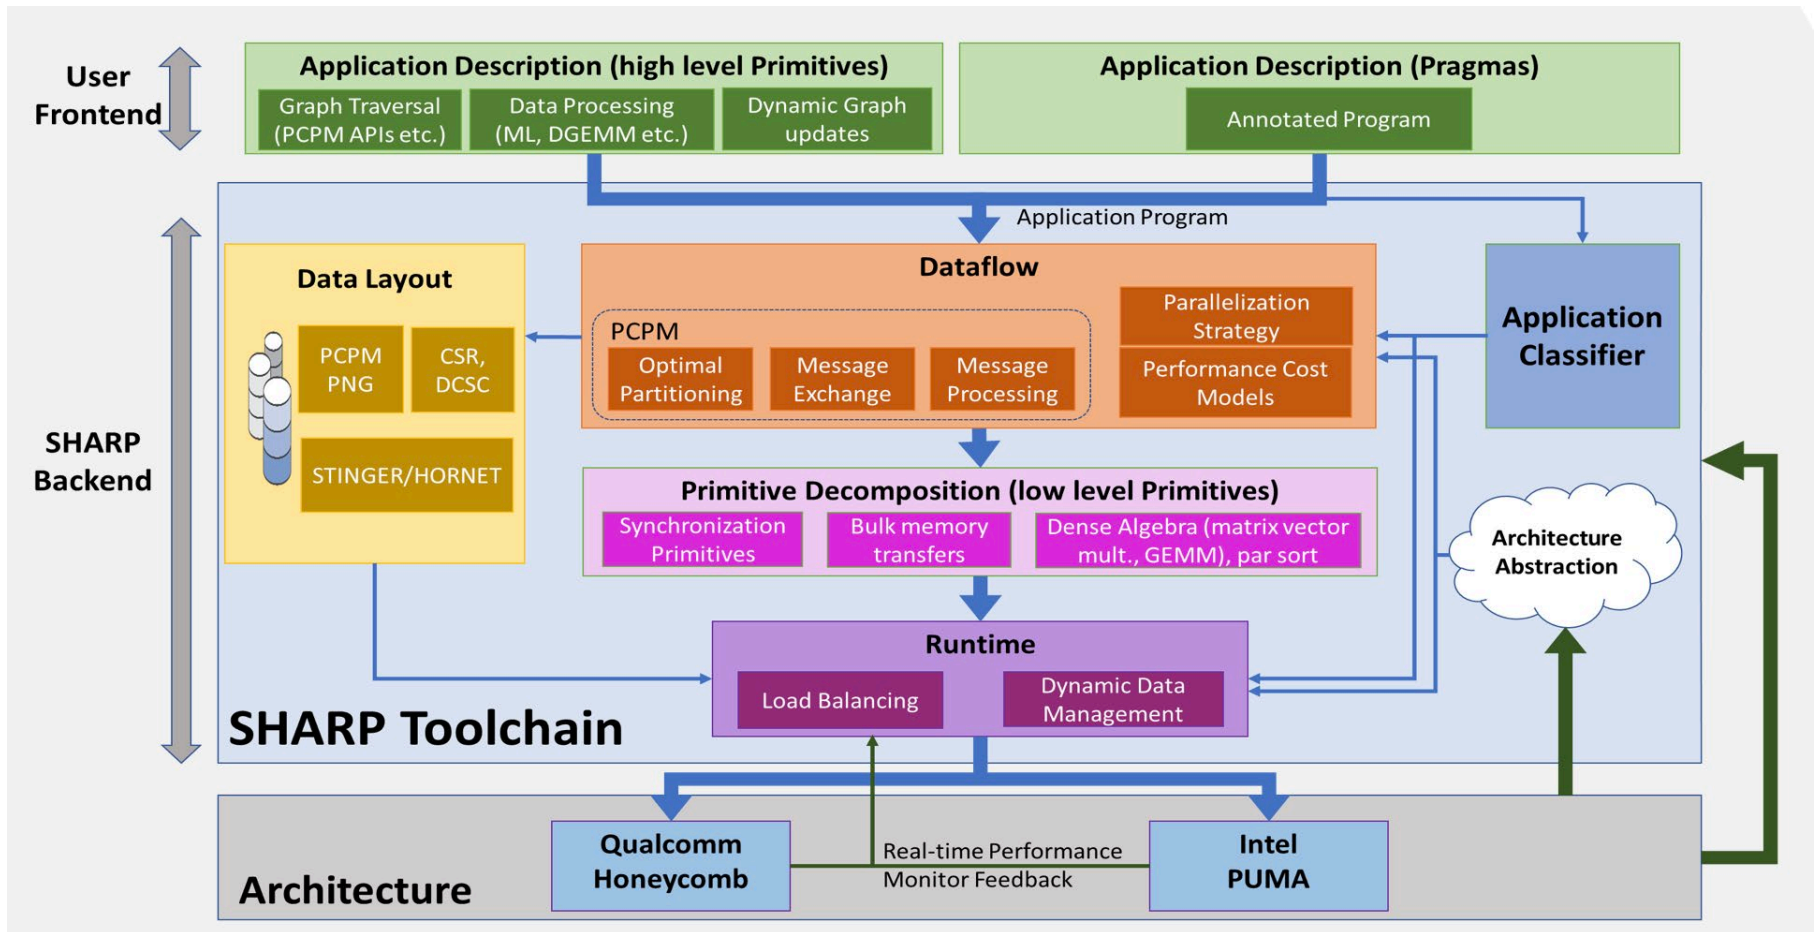 User
Frontend
Application Description (high level Primitives)
Graph Traversal
(PCPM APIs etc.)
Data Processing
(ML, DGEMM etc.)
Dynamic Graph
updates
Application Description (Pragmas)
Annotated Program
Application Program
SHARP
Backend
Data Layout
PCPM
PNG
CSR,
DCSC
STINGER/HORNET
Dataflow
PCPM
Optimal
Partitioning
Message
Exchange
Message
Processing
Parallelization
Strategy
Performance Cost
Models
Application
Classifier
Primitive Decomposition (low level Primitives)
Synchronization
Primitives
Bulk memory
transfers
Dense Algebra (matrix vector
mult., GEMM), par sort
Architecture
Abstraction
Runtime
Load Balancing
Dynamic Data
Management
SHARP Toolchain
Architecture
Qualcomm
Honeycomb
Real-time Performance
Monitor Feedback
Intel
PUMA